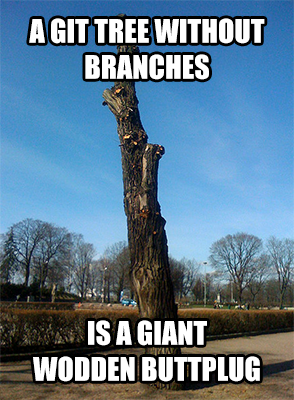 A GIT TREE WITHOUT
BRANCHES
IS A GIANT
WODDEN BUTTPLUG